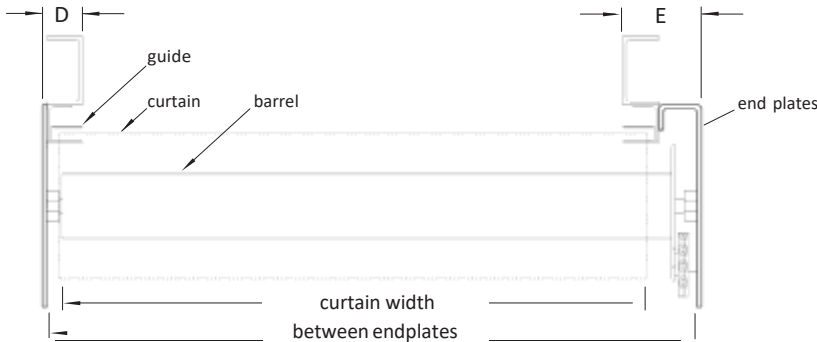 D
E
guide
curtain
barrel
end plates
curtain width
between endplates